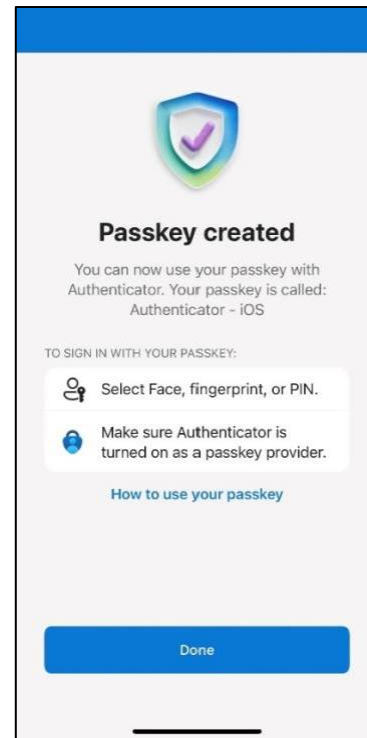 Passkey created
You can now use your passkey with
Authenticator. Your passkey is called:
Authenticator - iOS
TO SIGN IN WITH YOUR PASSKEY:
Select Face, fingerprint, or PIN.
Make sure Authenticator is
turned on as a passkey provider.
How to use your passkey
Done